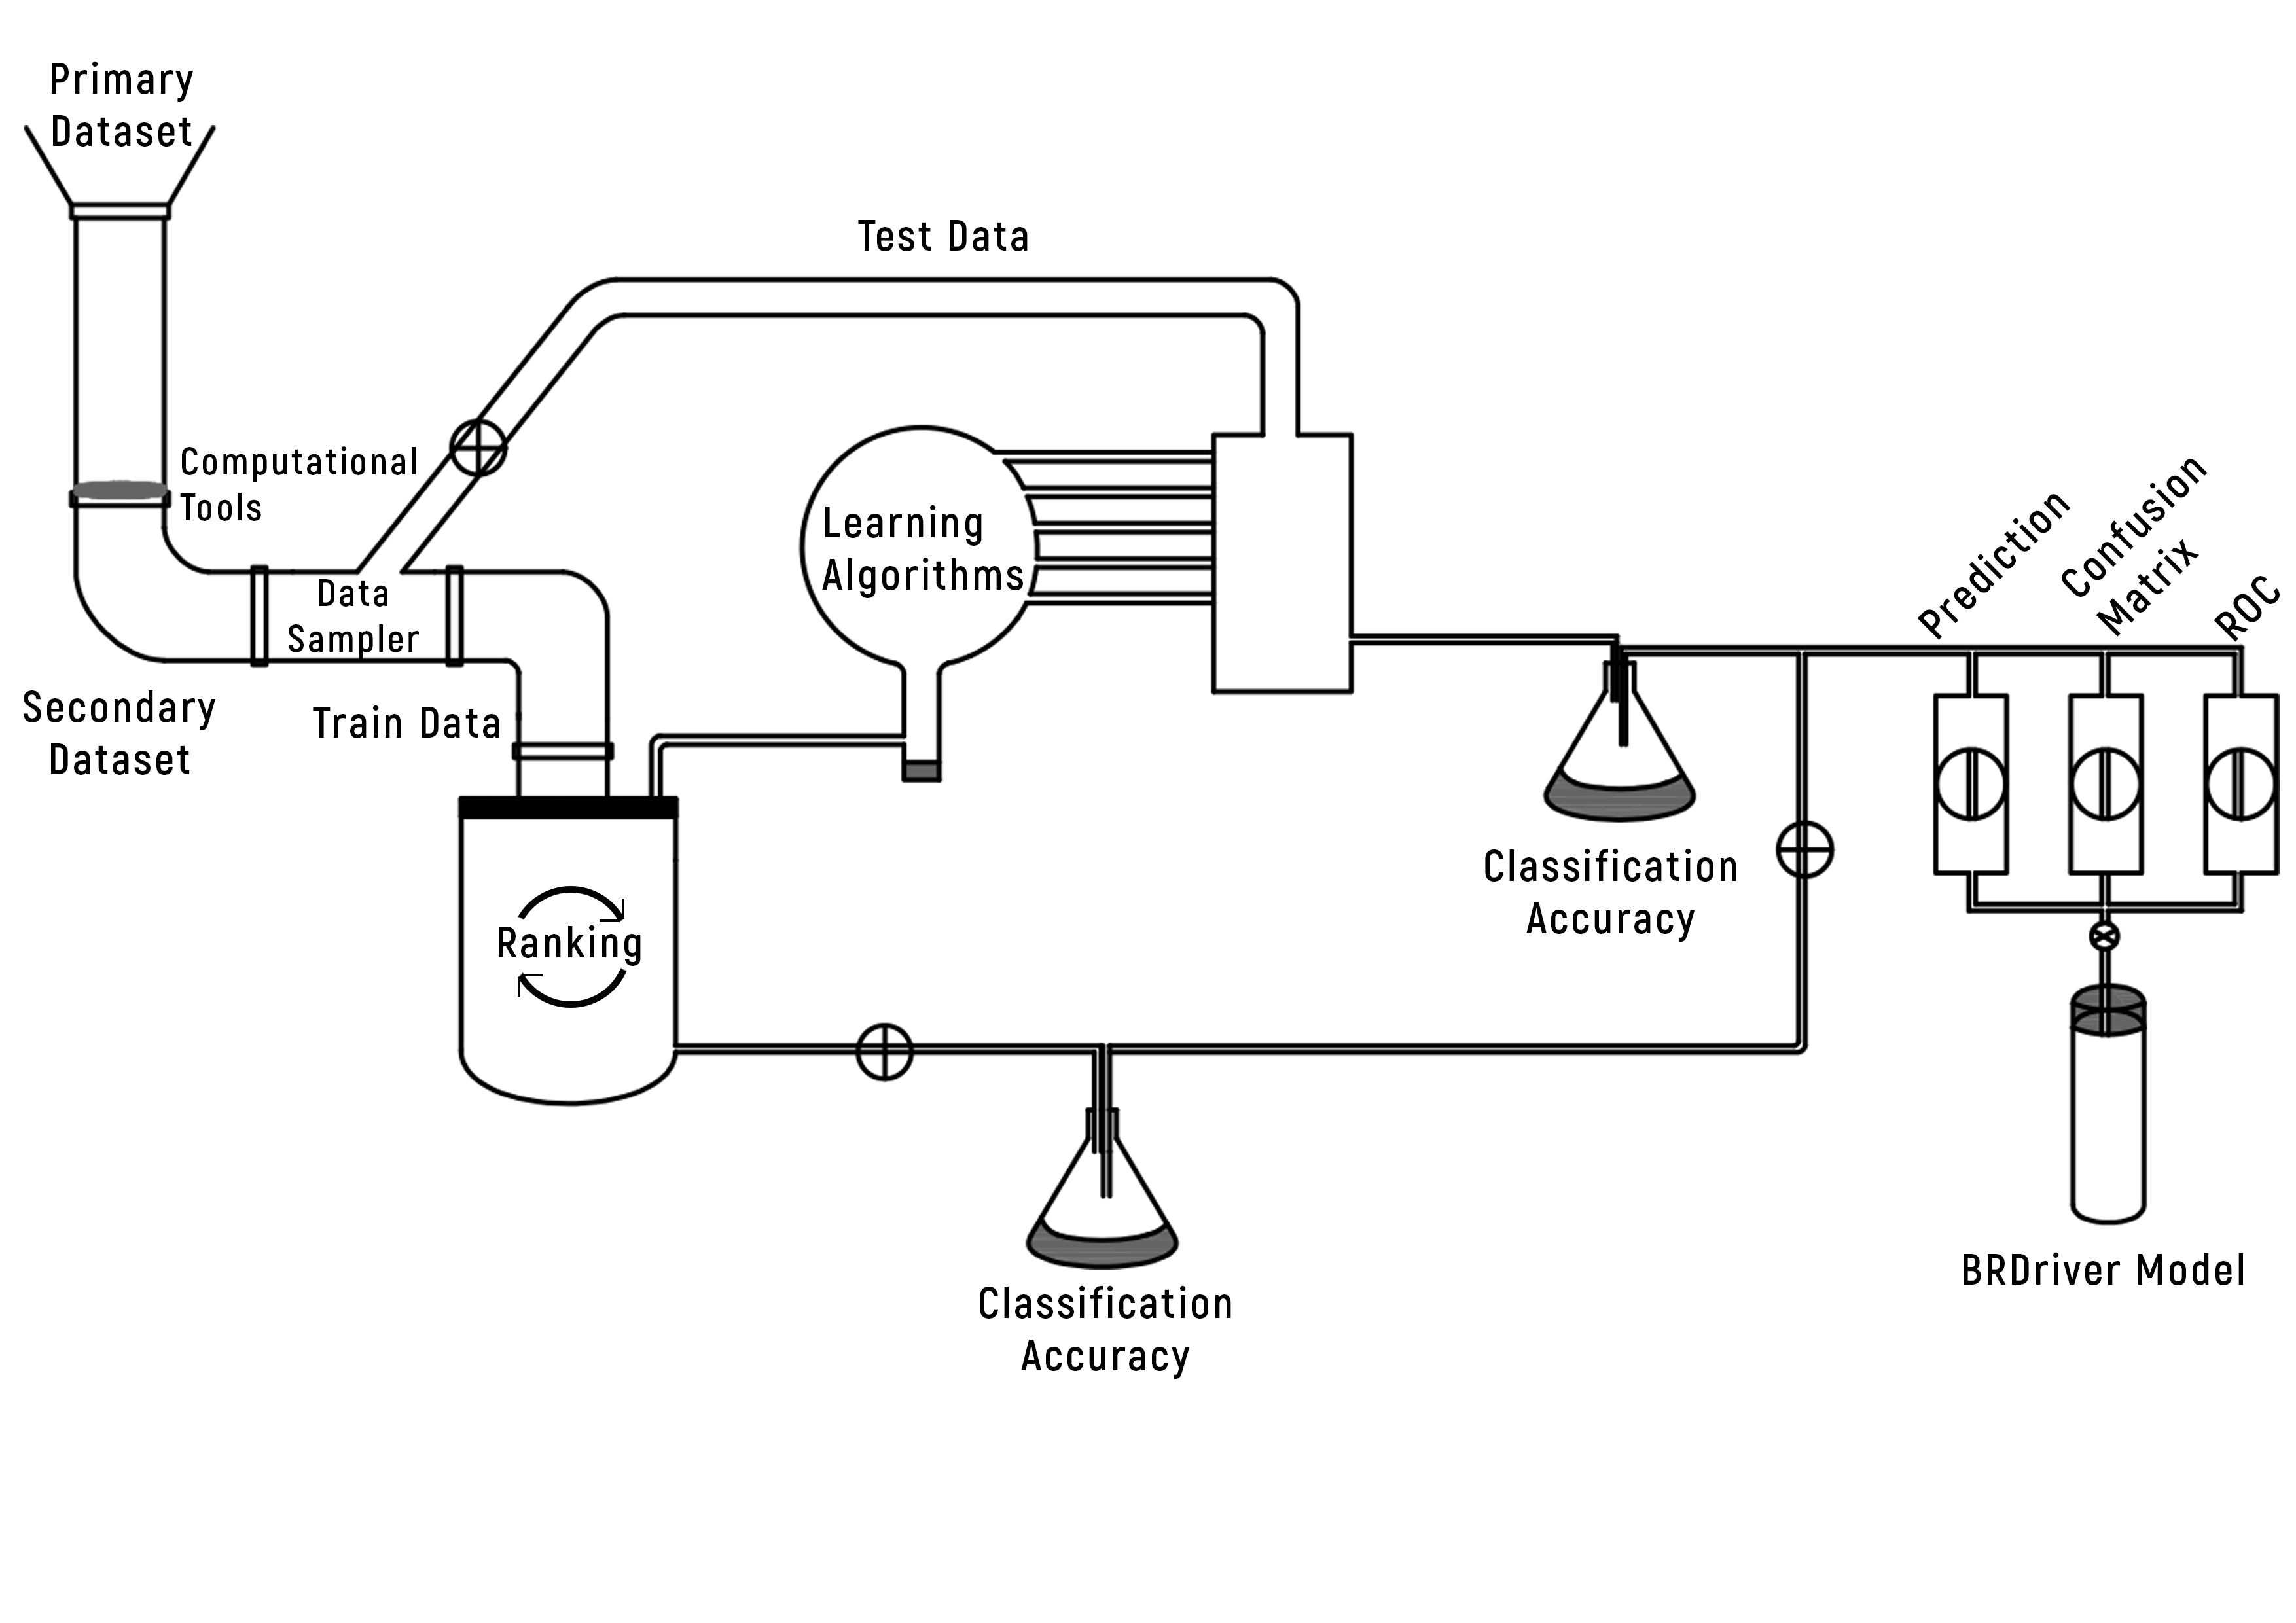 Primary
Dataset
Test Data
Computational
Tools
Learning
Algorithms
Data
Sampler
Secondary
Dataset
Train Data
Prediction
Confusion
Matrix
ROC
Classification
Accuracy
Ranking
BRDriver Model
Classification
Accuracy